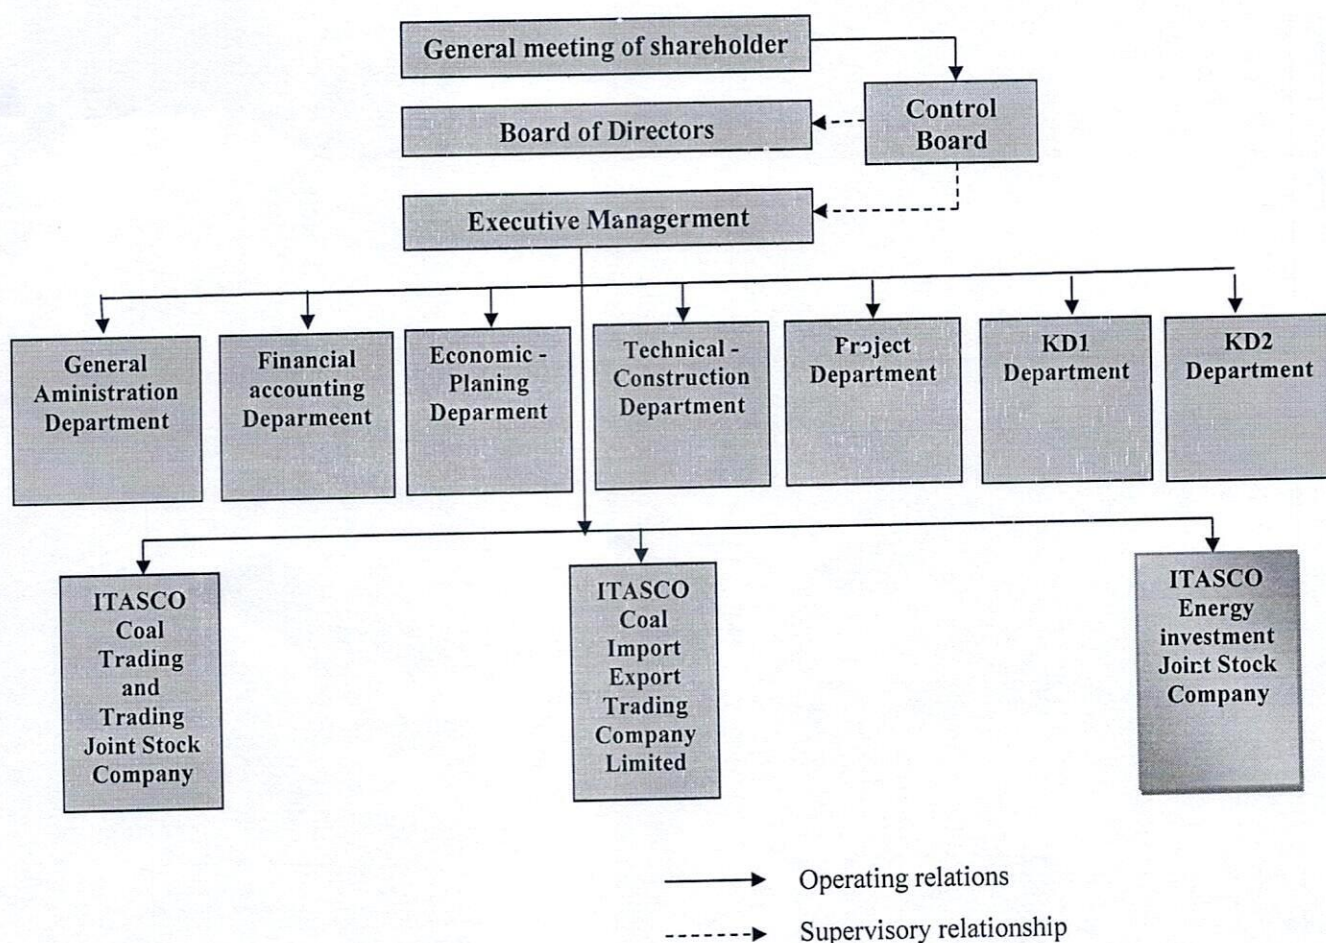 General meeting of shareholder
Control
Board
Board of Directors
Executive Managerment
General
Aministration
Department
Financial
accounting
Deparmeent
Economic -
Planing
Deparment
Technical -
Construction
Department
Project
Department
KD1
Department
KD2
Department
ITASCO
Coal
Trading
and
Trading
Joint Stock
Company
ITASCO
Coal
Import
Export
Trading
Company
Limited
ITASCO
Energy
investment
Joint Stock
Company
Operating relations
Supervisory relationship